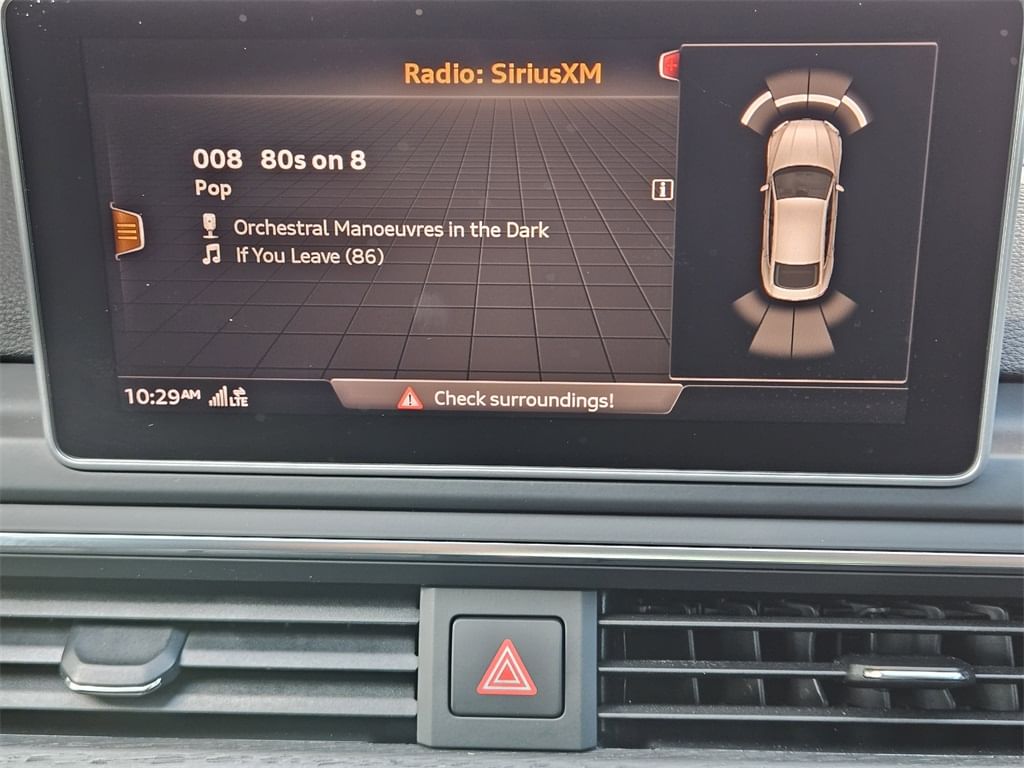 Radio: SiriusXM
008 80s on 8
Pop
Orchestral Manoeuvres in the Dark
If You Leave (86)
10:29AM LTE
Check surroundings!